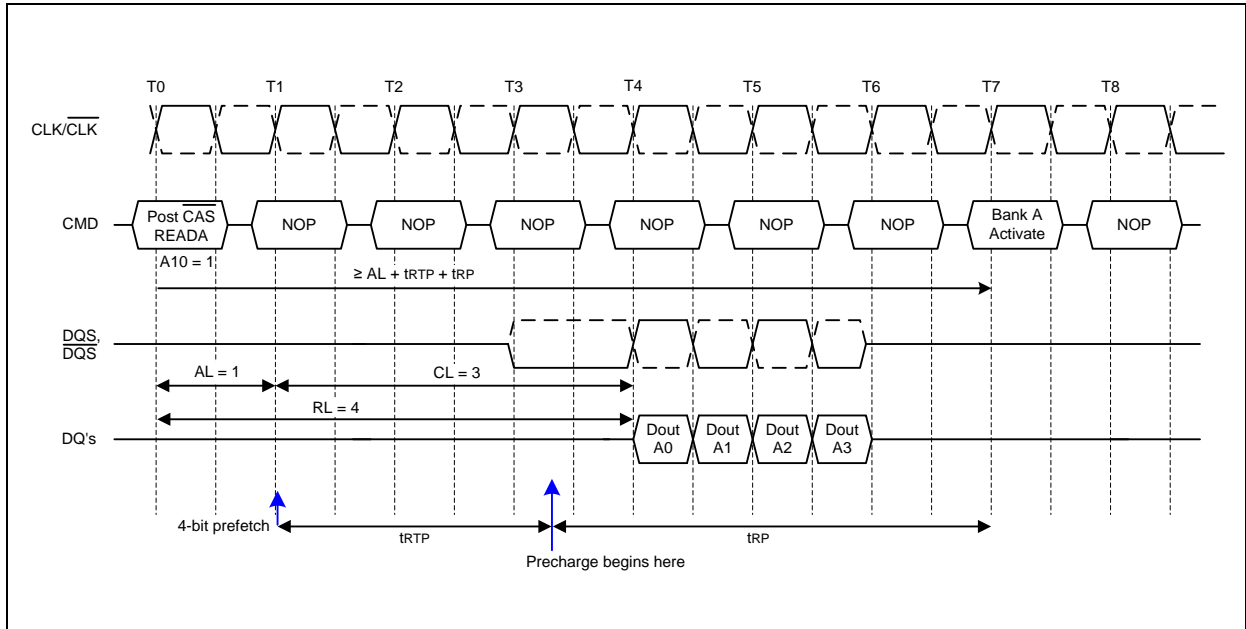 T0 T1 T2 T3 T4 T5 T6 T7 T8
CLK/CLK
CMD
Post CAS
READA
NOP NOP NOP NOP NOP NOP
Bank A
Activate
NOP
A10 = 1
≥ AL + tRTP + tRP
DQS,
DQS
AL = 1
CL = 3
RL = 4
DQ's
Dout
A0
Dout
A1
Dout
A2
Dout
A3
4-bit prefetch
tRTP
tRP
Precharge begins here